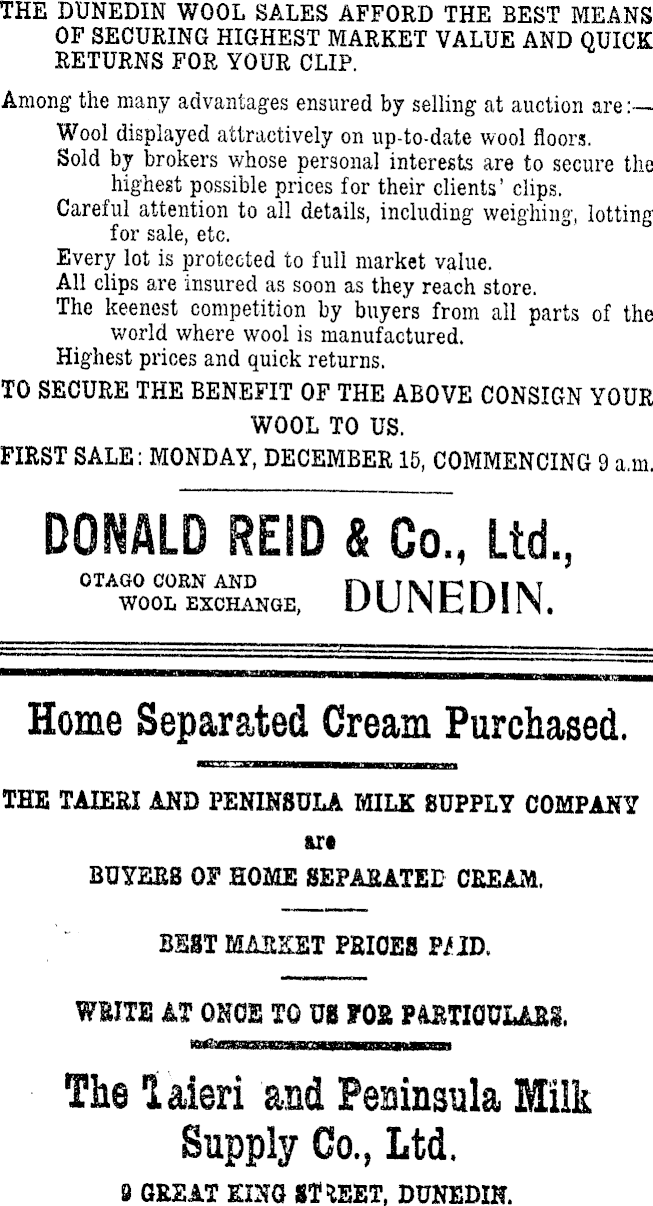 THE DUNEDIN WOOL SALES AFFORD THE BEST MEANS
OF SECURING HIGHEST MARKET VALUE AND QUICK
RETURNS FOR YOUR CLIP.
Among the many advantages ensured by selling at auction are:—
Wool displayed attractively on up-to-date wool floors.
Sold by brokers whose personal interests are to secure the
highest possible prices for their clients' clips.
Careful attention to all details, including weighing, lotting
for sale, etc.
Every lot is protected to full market value.
All clips are insured as soon as they reach store.
The keenest competition by buyers from all parts of the
world where wool is manufactured.
Highest prices and quick returns.
TO SECURE THE BENEFIT OF THE ABOVE CONSIGN YOUR
WOOL TO US.
FIRST SALE: MONDAY, DECEMBER 15, COMMENCING 9 a.m.
DONALD REID & Co., Ltd.,
OTAGO CORN AND
WOOL EXCHANGE, DUNEDIN.
Home Separated Cream Purchased.
THE TAIERI AND PENINSULA MILK SUPPLY COMPANY
are
BUYERS OF HOME SEPARATED CREAM.
BEST MARKET PRICES PAID.
WRITE AT ONCE TO US FOR PARTICULARS.
The Taieri and Peninsula Milk
Supply Co., Ltd.
9 GREAT KING STREET, DUNEDIN.